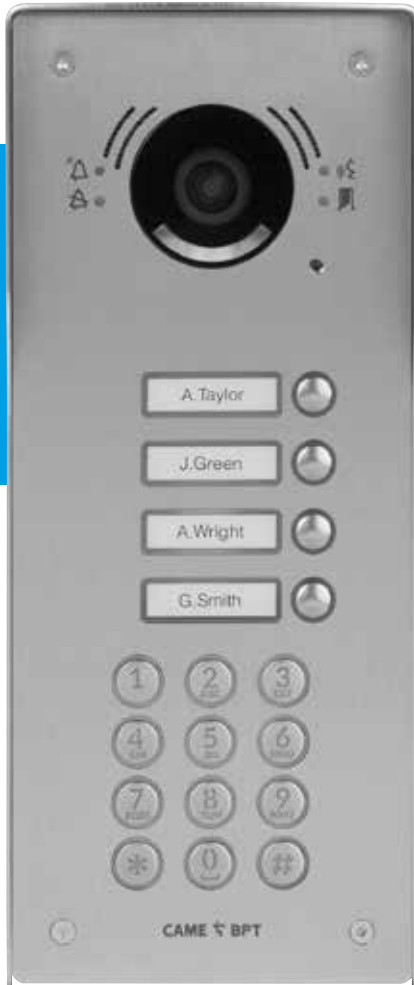 A.Taylor
J.Green
A.Wright
G.Smith
1 2 3
4 5 6
7 8 9
* 0 #
CAME BPT